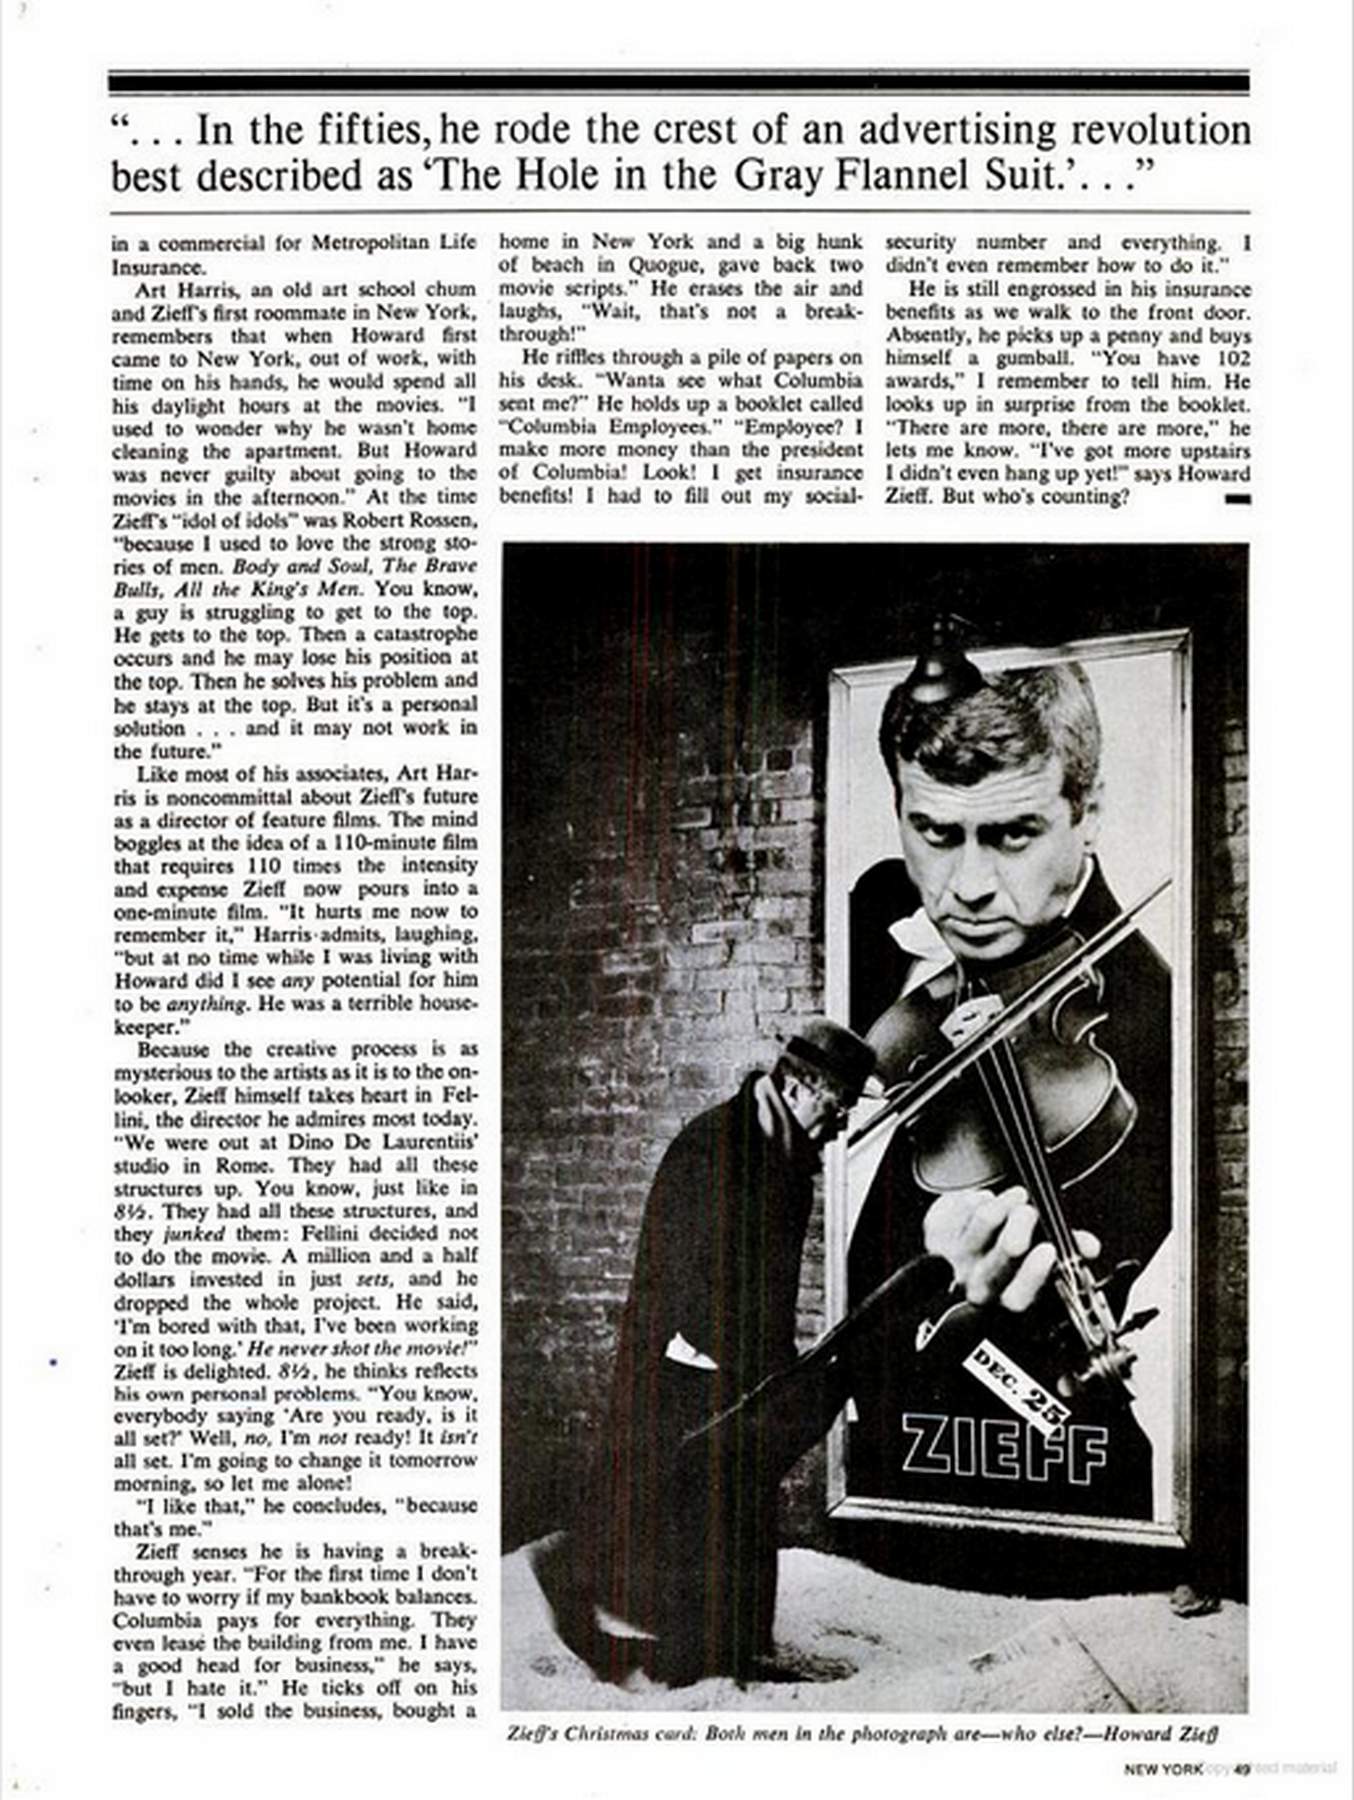 “. . . In the fifties, he rode the crest of an advertising revolution
best described as ‘The Hole in the Gray Flannel Suit.’. . .”
in a commercial for Metropolitan Life
Insurance.
Art Harris, an old art school chum
and Zieff's first roommate in New York,
remembers that when Howard first
came to New York, out of work, with
time on his hands, he would spend all
his daylight hours at the movies. “I
used to wonder why he wasn't home
cleaning the apartment. But Howard
was never guilty about going to the
movies in the afternoon.” At the time
Zieff's “idol of idols” was Robert Rossen,
“because I used to love the strong sto-
ries of men. Body and Soul, The Brave
Bulls, All the King's Men. You know,
a guy is struggling to get to the top.
He gets to the top. Then a catastrophe
occurs and he may lose his position at
the top. Then he solves his problem and
he stays at the top. But it's a personal
solution . . . and it may not work in
the future.”
Like most of his associates, Art Har-
ris is noncommittal about Zieff's future
as a director of feature films. The mind
boggles at the idea of a 110-minute film
that requires 110 times the intensity
and expense Zieff now pours into a
one-minute film. “It hurts me now to
remember it,” Harris admits, laughing,
“but at no time while I was living with
Howard did I see any potential for him
to be anything. He was a terrible house-
keeper.”
Because the creative process is as
mysterious to the artists as it is to the on-
looker, Zieff himself takes heart in Fel-
lini, the director he admires most today.
“We were out at Dino De Laurentiis'
studio in Rome. They had all these
structures up. You know, just like in
8½. They had all these structures, and
they junked them: Fellini decided not
to do the movie. A million and a half
dollars invested in just sets, and he
dropped the whole project. He said,
‘I'm bored with that, I've been working
on it too long.’ He never shot the movie!”
Zieff is delighted. 8½, he thinks reflects
his own personal problems. “You know,
everybody saying ‘Are you ready, is it
all set?’ Well, no, I'm not ready! It isn't
all set. I'm going to change it tomorrow
morning, so let me alone!
“I like that,” he concludes, “because
that's me.”
Zieff senses he is having a break-
through year. “For the first time I don't
have to worry if my bankbook balances.
Columbia pays for everything. They
even lease the building from me. I have
a good head for business,” he says,
“but I hate it.” He ticks off on his
fingers, “I sold the business, bought a
home in New York and a big hunk
of beach in Quogue, gave back two
movie scripts.” He erases the air and
laughs, “Wait, that's not a break-
through!”
He riffles through a pile of papers on
his desk. “Wanta see what Columbia
sent me?” He holds up a booklet called
“Columbia Employees.” “Employee? I
make more money than the president
of Columbia! Look! I get insurance
benefits! I had to fill out my social-
security number and everything. I
didn't even remember how to do it.”
He is still engrossed in his insurance
benefits as we walk to the front door.
Absently, he picks up a penny and buys
himself a gumball. “You have 102
awards,” I remember to tell him. He
looks up in surprise from the booklet.
“There are more, there are more,” he
lets me know. “I've got more upstairs
I didn't even hang up yet!” says Howard
Zieff. But who's counting?
DEC. 25
ZIEFF
Zieff's Christmas card: Both men in the photograph are—who else?—Howard Zieff
NEW YORK 49
Copyrighted material